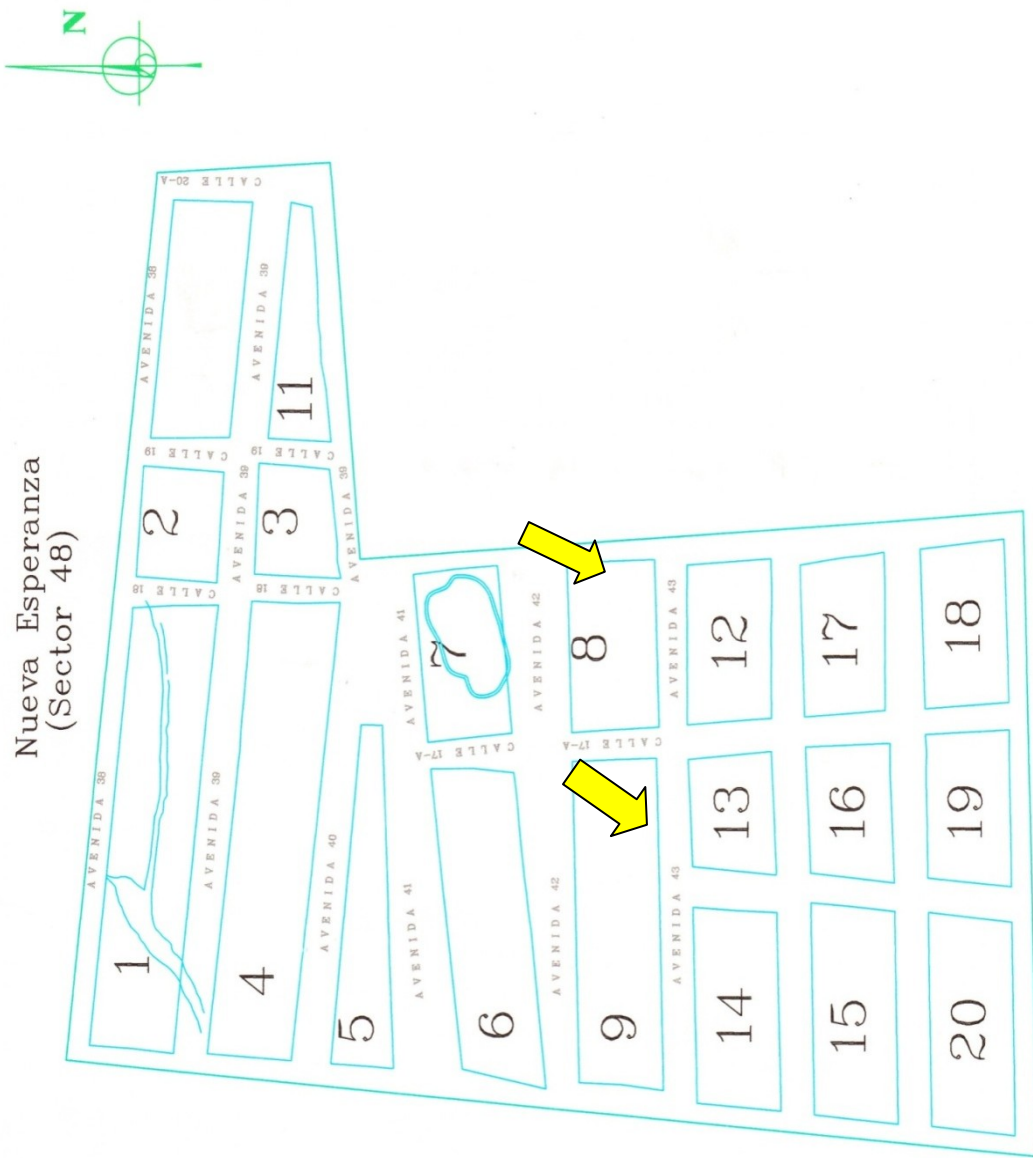 N
Nueva Esperanza
(Sector 48)
CALLE 20-A
AVENIDA 38
AVENIDA 39
11
CALLE 19
CALLE 19
2
AVENIDA 39
3
AVENIDA 39
CALLE 18
CALLE 18
AVENIDA 38
1
AVENIDA 39
4
AVENIDA 40
5
AVENIDA 41
7
AVENIDA 42
8
AVENIDA 43
12
17
18
CALLE 17-A
CALLE 17-A
AVENIDA 41
6
AVENIDA 42
9
AVENIDA 43
13
16
19
14
15
20